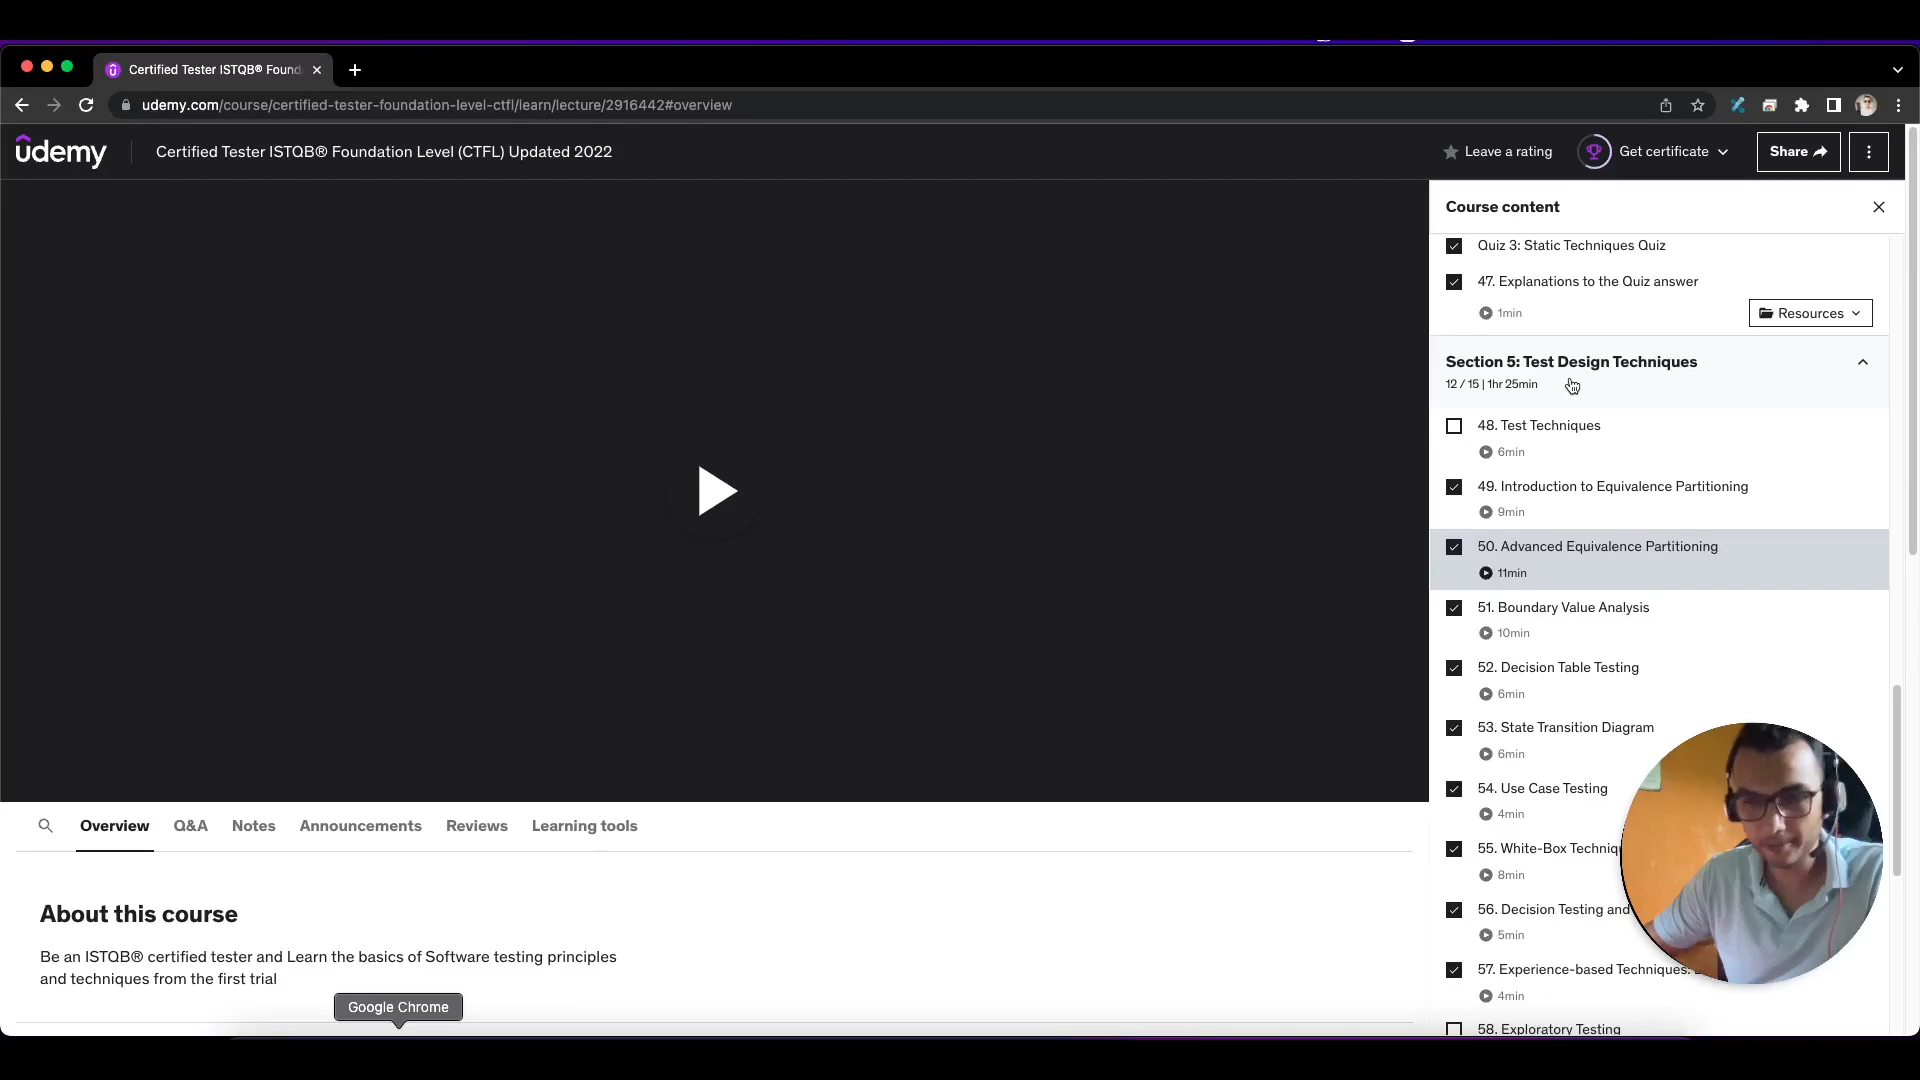 Certified Tester ISTQB® Found
udemy.com/course/certified-tester-foundation-level-ctfl/learn/lecture/2916442#overview
udemy
Certified Tester ISTQB® Foundation Level (CTFL) Updated 2022
Leave a rating
Get certificate
Share
Course content
Quiz 3: Static Techniques Quiz
47. Explanations to the Quiz answer
1min
Resources
Section 5: Test Design Techniques
12 / 15 | 1hr 25min
48. Test Techniques
6min
49. Introduction to Equivalence Partitioning
9min
50. Advanced Equivalence Partitioning
11min
51. Boundary Value Analysis
10min
52. Decision Table Testing
6min
53. State Transition Diagram
6min
54. Use Case Testing
4min
55. White-Box Techniq
8min
56. Decision Testing and
5min
57. Experience-based Techniques:
4min
58. Exploratory Testing
Overview
Q&A
Notes
Announcements
Reviews
Learning tools
About this course
Be an ISTQB® certified tester and Learn the basics of Software testing principles
and techniques from the first trial
Google Chrome